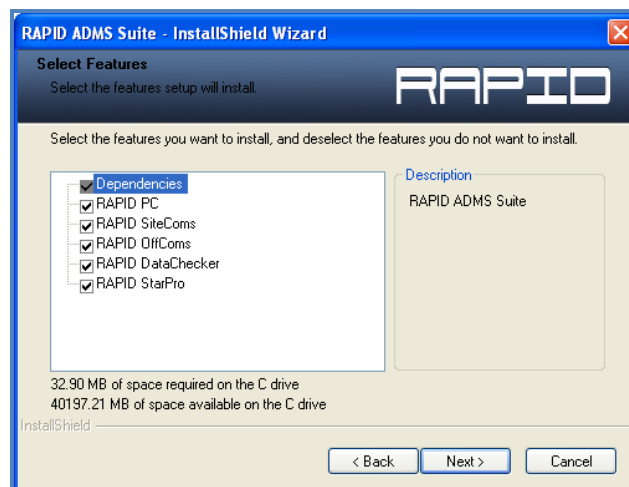 RAPID ADMS Suite - InstallShield Wizard
Select Features
Select the features setup will install.
RAPID
Select the features you want to install, and deselect the features you do not want to install.
Dependencies
RAPID PC
RAPID SiteComs
RAPID OffComs
RAPID DataChecker
RAPID StarPro
Description
RAPID ADMS Suite
32.90 MB of space required on the C drive
40197.21 MB of space available on the C drive
InstallShield
< Back
Next >
Cancel